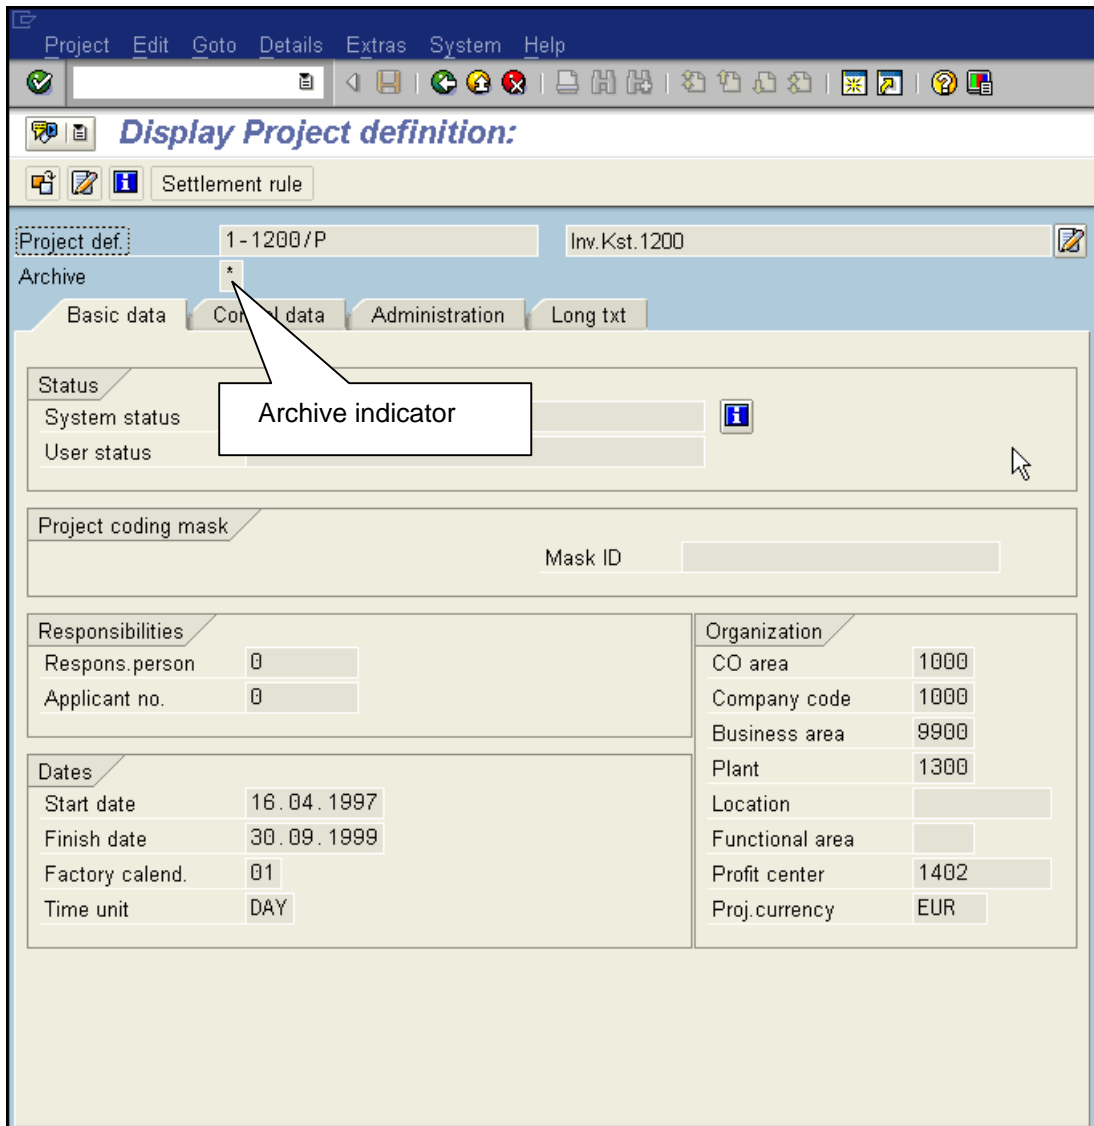 Project Edit Goto Details Extras System Help
Display Project definition:
Settlement rule
Project def. 1-1200/P Inv.Kst.1200
Archive *
Basic data Control data Administration Long txt
Archive indicator
Status
System status
User status
Project coding mask
Mask ID
Responsibilities
Respons.person 0
Applicant no. 0
Organization
CO area 1000
Company code 1000
Business area 9900
Plant 1300
Location
Functional area
Profit center 1402
Proj.currency EUR
Dates
Start date 16.04.1997
Finish date 30.09.1999
Factory calend. 01
Time unit DAY